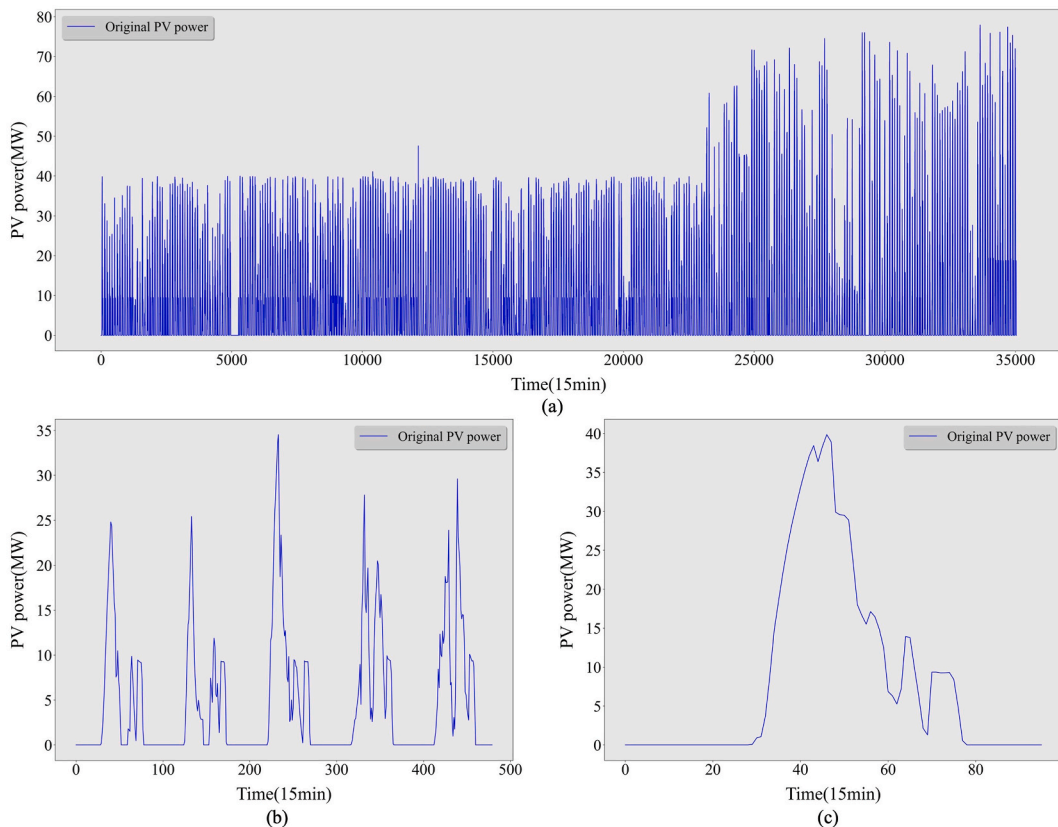 Original PV power
80
70
60
50
40
30
20
10
0
PV power(MW)
0 5000 10000 15000 20000 25000 30000 35000
Time(15min)
(a)
Original PV power
35
30
25
20
15
10
5
0
PV power(MW)
0 100 200 300 400 500
Time(15min)
(b)
Original PV power
40
35
30
25
20
15
10
5
0
PV power(MW)
0 20 40 60 80
Time(15min)
(c)